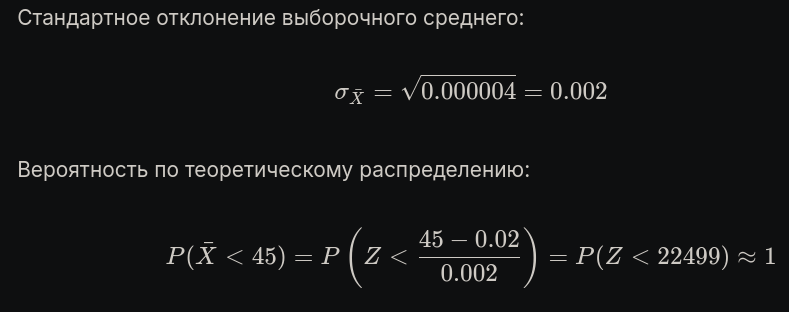 Стандартное отклонение выборочного среднего:
σ_X̄ = √0.000004 = 0.002
Вероятность по теоретическому распределению:
P(X̄ < 45) = P(Z < (45 − 0.02)/0.002) = P(Z < 22499) ≈ 1